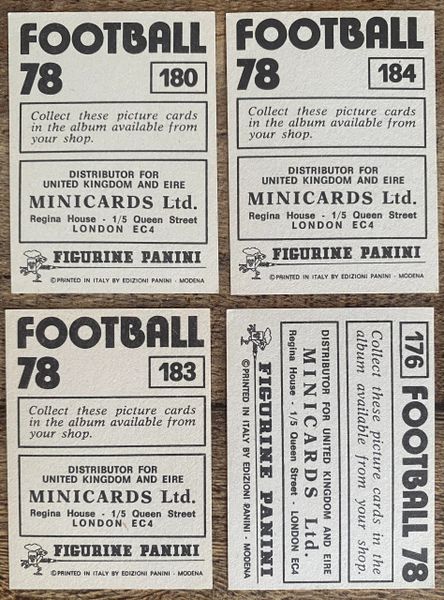 FOOTBALL
78 180
Collect these picture cards
in the album available from
your shop.
DISTRIBUTOR FOR
UNITED KINGDOM AND EIRE
MINICARDS Ltd.
Regina House - 1/5 Queen Street
LONDON EC4
FIGURINE PANINI
©PRINTED IN ITALY BY EDIZIONI PANINI - MODENA
FOOTBALL
78 184
Collect these picture cards
in the album available from
your shop.
DISTRIBUTOR FOR
UNITED KINGDOM AND EIRE
MINICARDS Ltd.
Regina House - 1/5 Queen Street
LONDON EC4
FIGURINE PANINI
©PRINTED IN ITALY BY EDIZIONI PANINI - MODENA
FOOTBALL
78 183
Collect these picture cards
in the album available from
your shop.
DISTRIBUTOR FOR
UNITED KINGDOM AND EIRE
MINICARDS Ltd.
Regina House - 1/5 Queen Street
LONDON EC4
FIGURINE PANINI
©PRINTED IN ITALY BY EDIZIONI PANINI - MODENA
176 FOOTBALL 78
Collect these picture cards in the
album available from your shop.
DISTRIBUTOR FOR UNITED KINGDOM AND EIRE
MINICARDS Ltd
Regina House - 1/5 Queen Street - LONDON EC4
FIGURINE PANINI
©PRINTED IN ITALY BY EDIZIONI PANINI - MODENA